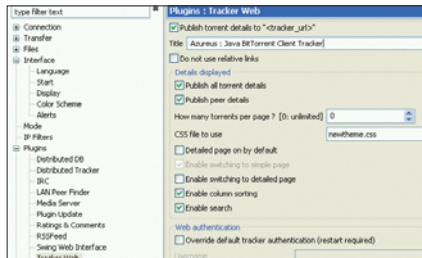 type filter text
Connection
Transfer
Files
Interface
Language
Start
Display
Color Scheme
Alerts
Mode
IP Filters
Plugins
Distributed DB
Distributed Tracker
IRC
LAN Peer Finder
Media Server
Plugin Update
Ratings & Comments
RSSFeed
Swing Web Interface
Tracker Web
Plugins : Tracker Web
Publish torrent details to "<tracker_url>"
Title Azureus : Java BitTorrent Client Tracker
Do not use relative links
Details displayed
Publish all torrent details
Publish peer details
How many torrents per page ? [0: unlimited] 0
CSS file to use newtheme.css
Detailed page on by default
Enable switching to simple page
Enable switching to detailed page
Enable column sorting
Enable search
Web authentication
Override default tracker authentication (restart required)
Username